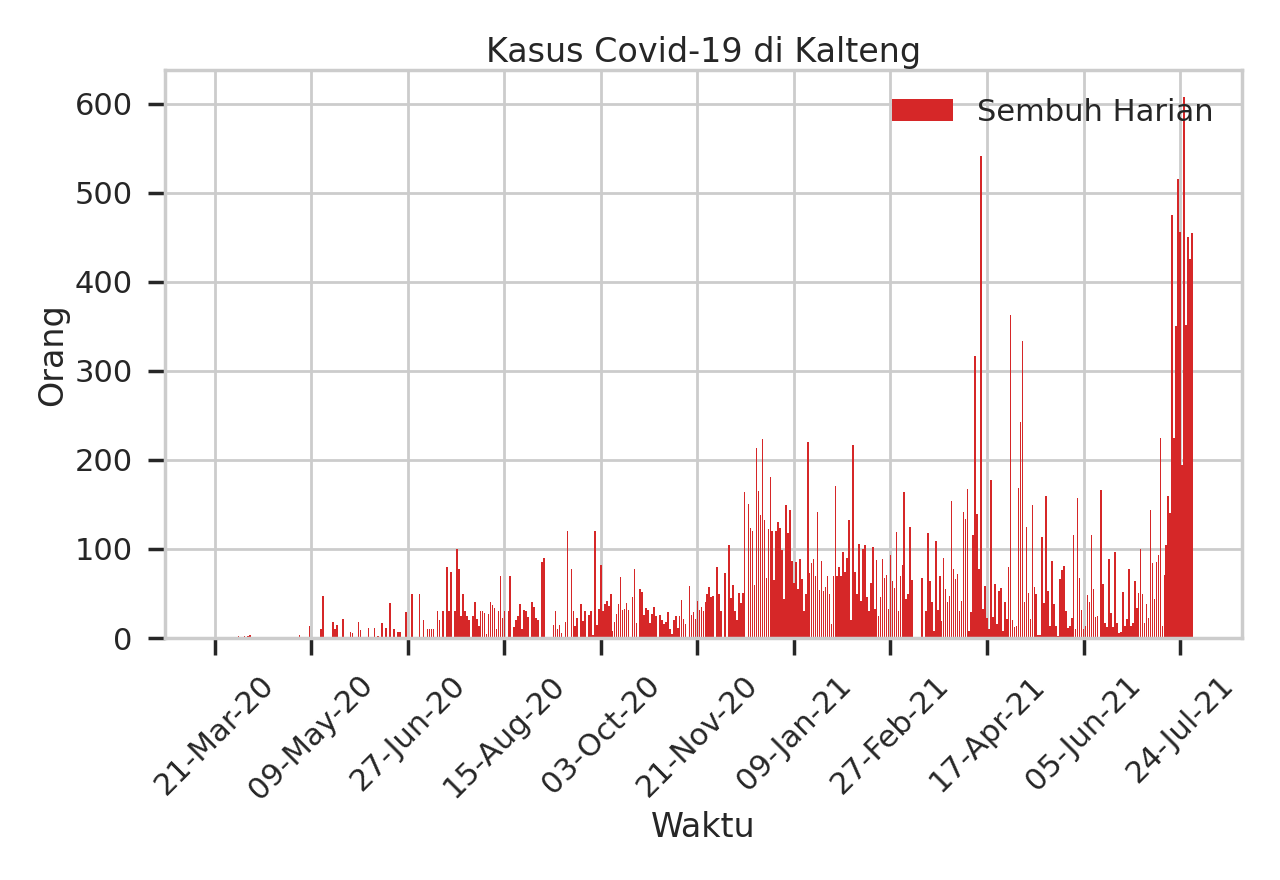 Kasus Covid-19 di Kalteng
Sembuh Harian
Orang
600
500
400
300
200
100
0
21-Mar-20
09-May-20
27-Jun-20
15-Aug-20
03-Oct-20
21-Nov-20
09-Jan-21
27-Feb-21
17-Apr-21
05-Jun-21
24-Jul-21
Waktu